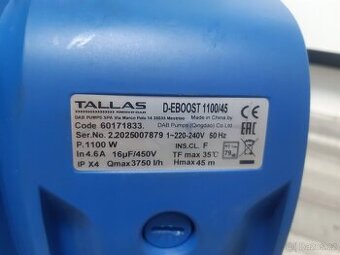 TALLAS D-EBOOST 1100/45
DAB PUMPS SPA Via Marco Polo 14 35035 Mestrino Made in China by
Code 60171833. DAB Pumps (Qingdao) Co.Ltd
Ser.No. 2.2025007879 1~220-240V 50 Hz
P.1100 W INS.CL. F
In 4.6A 16µF/450V TF max 35°C
IP X4 Qmax3750 l/h Hmax 45 m
CE
EAC